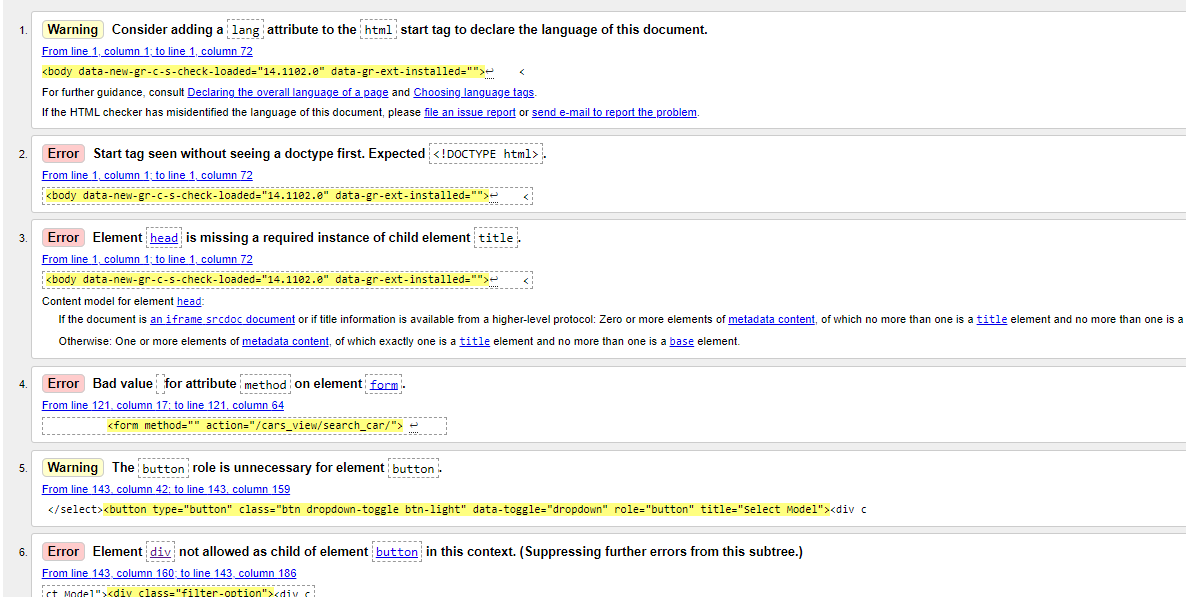 1. Warning Consider adding a lang attribute to the html start tag to declare the language of this document.
From line 1, column 1; to line 1, column 72
<body data-new-gr-c-s-check-loaded="14.1102.0" data-gr-ext-installed="">↩ <
For further guidance, consult Declaring the overall language of a page and Choosing language tags.
If the HTML checker has misidentified the language of this document, please file an issue report or send e-mail to report the problem.
2. Error Start tag seen without seeing a doctype first. Expected <!DOCTYPE html>.
From line 1, column 1; to line 1, column 72
<body data-new-gr-c-s-check-loaded="14.1102.0" data-gr-ext-installed="">↩ <
3. Error Element head is missing a required instance of child element title.
From line 1, column 1; to line 1, column 72
<body data-new-gr-c-s-check-loaded="14.1102.0" data-gr-ext-installed="">↩ <
Content model for element head:
If the document is an iframe srcdoc document or if title information is available from a higher-level protocol: Zero or more elements of metadata content, of which no more than one is a title element and no more than one is a
Otherwise: One or more elements of metadata content, of which exactly one is a title element and no more than one is a base element.
4. Error Bad value for attribute method on element form.
From line 121, column 17; to line 121, column 64
<form method="" action="/cars_view/search_car/"> ↩
5. Warning The button role is unnecessary for element button.
From line 143, column 42; to line 143, column 159
</select><button type="button" class="btn dropdown-toggle btn-light" data-toggle="dropdown" role="button" title="Select Model"><div c
6. Error Element div not allowed as child of element button in this context. (Suppressing further errors from this subtree.)
From line 143, column 160; to line 143, column 186
ct Model"><div class="filter-option"><div c